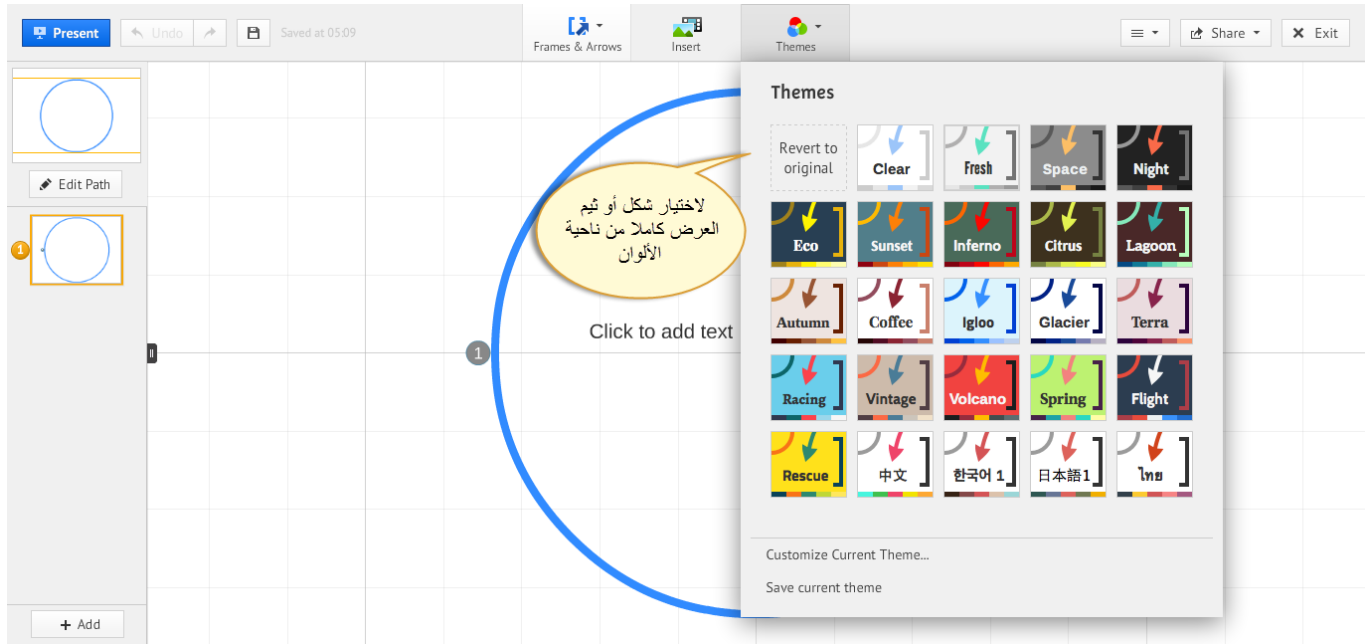 Present
Undo
Saved at 05:09
Frames & Arrows
Insert
Themes
Share
Exit
Edit Path
1
Add
لاختيار شكل أو ثيم
العرض كاملا من ناحية
الألوان
Click to add text
1
Themes
Revert to
original
Clear
Fresh
Space
Night
Eco
Sunset
Inferno
Citrus
Lagoon
Autumn
Coffee
Igloo
Glacier
Terra
Racing
Vintage
Volcano
Spring
Flight
Rescue
中文
한국어 1
日本語1
ไทย
Customize Current Theme...
Save current theme